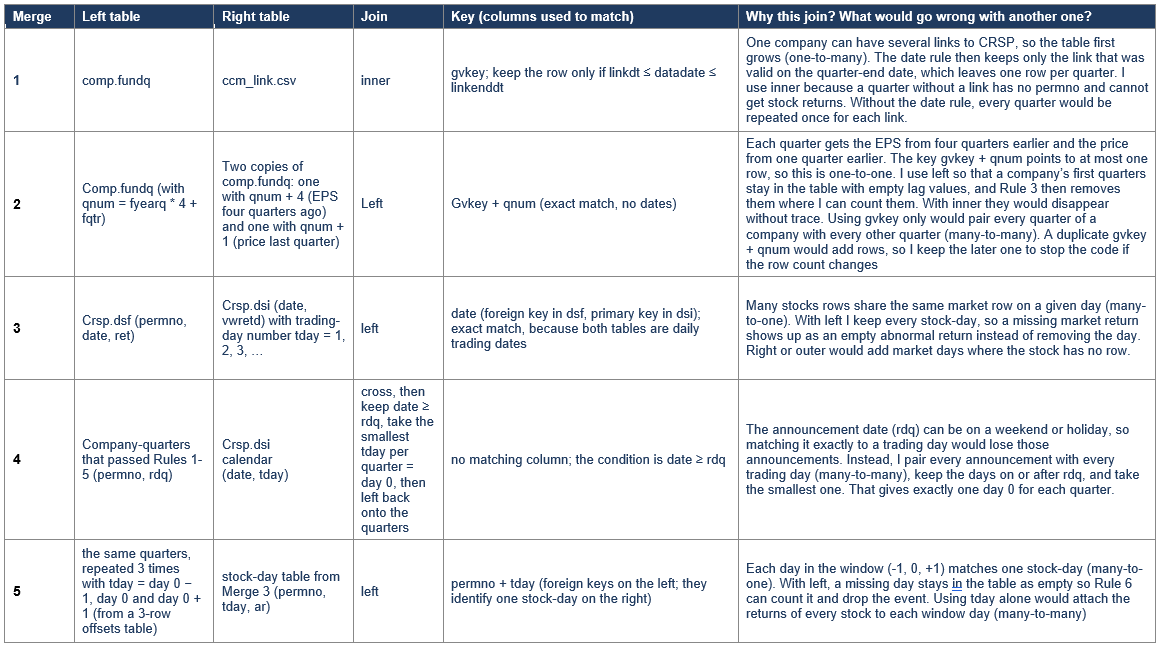 Merge Left table Right table Join Key (columns used to match) Why this join? What would go wrong with another one?
1
comp.fundq
ccm_link.csv
inner
gvkey; keep the row only if linkdt ≤ datadate ≤
linkenddt
One company can have several links to CRSP, so the table first
grows (one-to-many). The date rule then keeps only the link that was
valid on the quarter-end date, which leaves one row per quarter. I
use inner because a quarter without a link has no permno and cannot
get stock returns. Without the date rule, every quarter would be
repeated once for each link.
2
Comp.fundq (with
qnum = fyearq * 4 +
fqtr)
Two copies of
comp.fundq: one
with qnum + 4 (EPS
four quarters ago)
and one with qnum +
1 (price last quarter)
Left
Gvkey + qnum (exact match, no dates)
Each quarter gets the EPS from four quarters earlier and the price
from one quarter earlier. The key gvkey + qnum points to at most one
row, so this is one-to-one. I use left so that a company's first quarters
stay in the table with empty lag values, and Rule 3 then removes
them where I can count them. With inner they would disappear
without trace. Using gvkey only would pair every quarter of a
company with every other quarter (many-to-many). A duplicate gvkey
+ qnum would add rows, so I keep the later one to stop the code if
the row count changes
3
Crsp.dsf (permno,
date, ret)
Crsp.dsi (date,
vwretd) with trading-
day number tday = 1,
2, 3, …
left
date (foreign key in dsf, primary key in dsi);
exact match, because both tables are daily
trading dates
Many stocks rows share the same market row on a given day (many-
to-one). With left I keep every stock-day, so a missing market return
shows up as an empty abnormal return instead of removing the day.
Right or outer would add market days where the stock has no row.
4
Company-quarters
that passed Rules 1-
5 (permno, rdq)
Crsp.dsi
calendar
(date, tday)
cross, then
keep date ≥
rdq, take the
smallest
tday per
quarter =
day 0, then
left back
onto the
quarters
no matching column; the condition is date ≥ rdq
The announcement date (rdq) can be on a weekend or holiday, so
matching it exactly to a trading day would lose those
announcements. Instead, I pair every announcement with every
trading day (many-to-many), keep the days on or after rdq, and take
the smallest one. That gives exactly one day 0 for each quarter.
5
the same quarters,
repeated 3 times
with tday = day 0 −
1, day 0 and day 0 +
1 (from a 3-row
offsets table)
stock-day table from
Merge 3 (permno,
tday, ar)
left
permno + tday (foreign keys on the left; they
identify one stock-day on the right)
Each day in the window (-1, 0, +1) matches one stock-day (many-to-
one). With left, a missing day stays in the table as empty so Rule 6
can count it and drop the event. Using tday alone would attach the
returns of every stock to each window day (many-to-many)